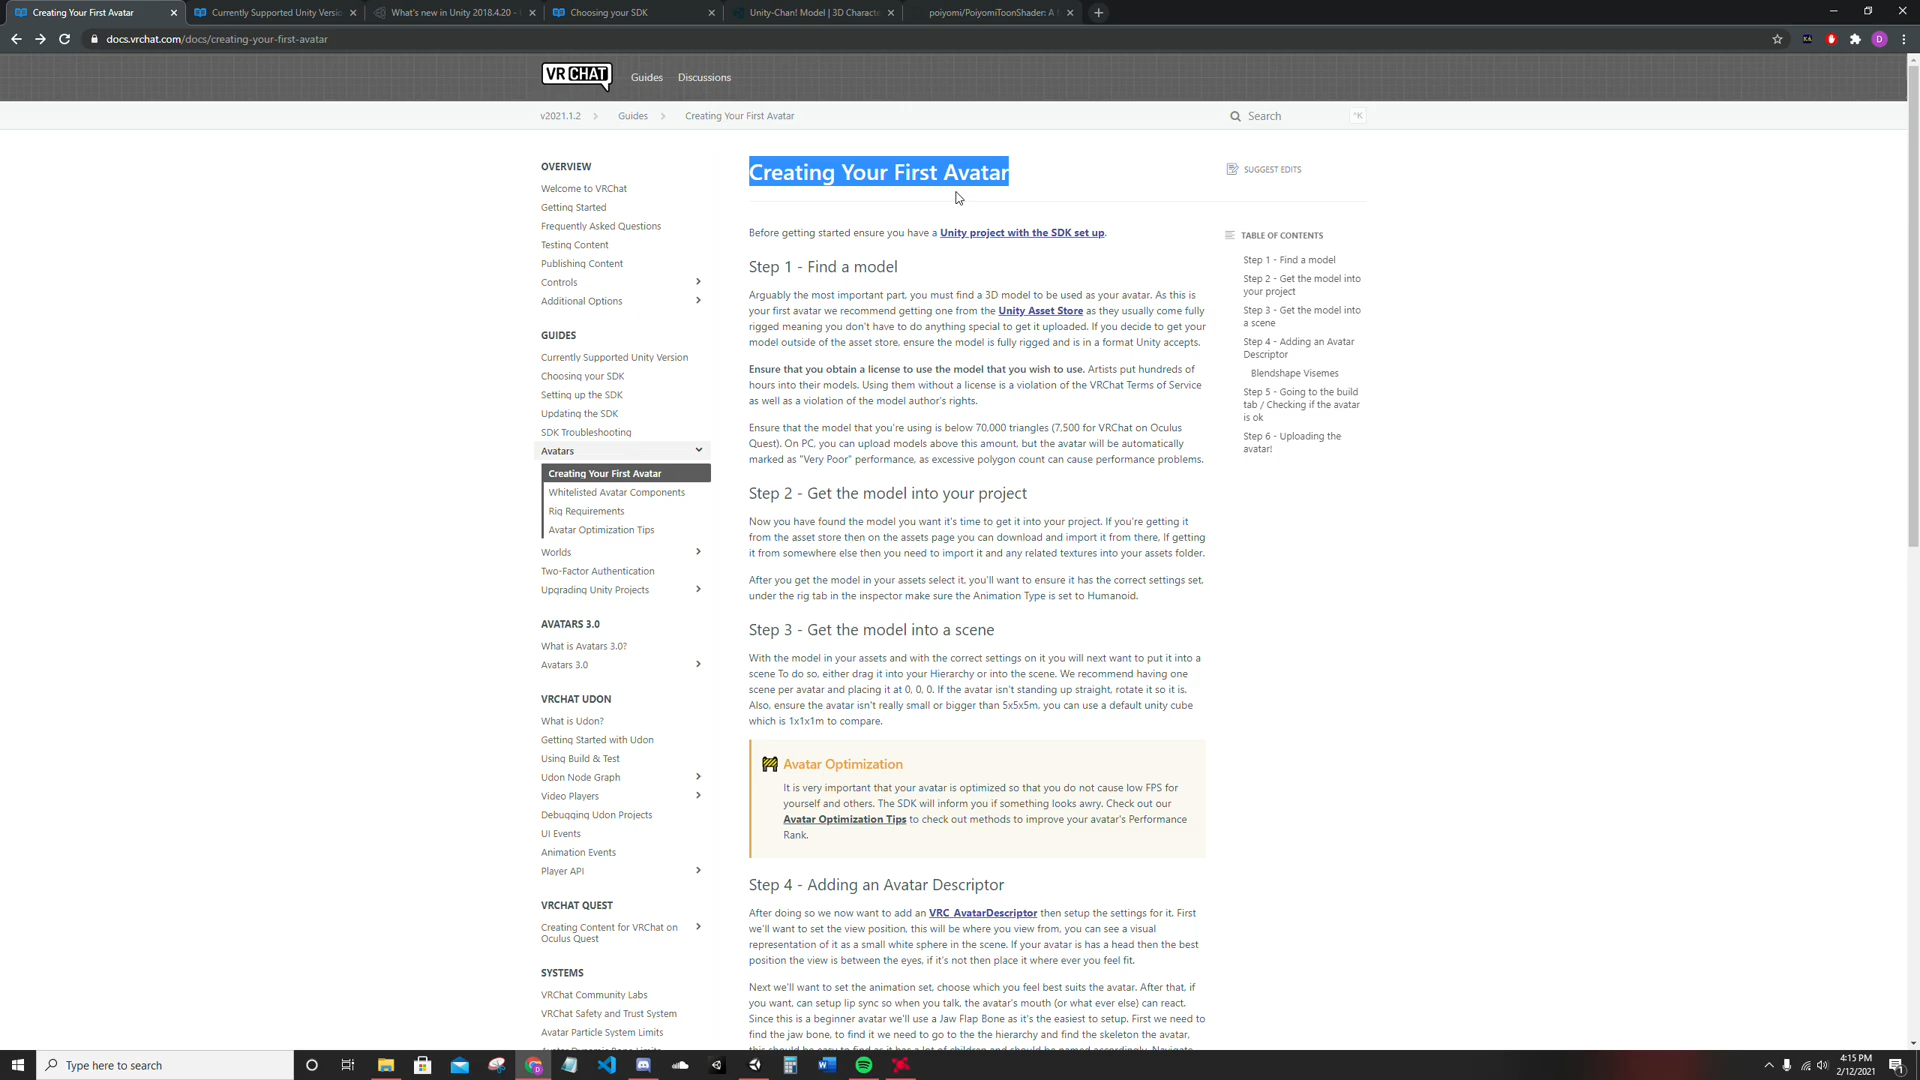 Creating Your First Avatar
Currently Supported Unity Versio
What's new in Unity 2018.4.20 -
Choosing your SDK
Unity-Chan! Model | 3D Characte
poiyomi/PoiyomiToonShader: A
docs.vrchat.com/docs/creating-your-first-avatar
D
VRCHAT
Guides
Discussions
v2021.1.2
Guides
Creating Your First Avatar
Search
^K
OVERVIEW
Welcome to VRChat
Getting Started
Frequently Asked Questions
Testing Content
Publishing Content
Controls
Additional Options
GUIDES
Currently Supported Unity Version
Choosing your SDK
Setting up the SDK
Updating the SDK
SDK Troubleshooting
Avatars
Creating Your First Avatar
Whitelisted Avatar Components
Rig Requirements
Avatar Optimization Tips
Worlds
Two-Factor Authentication
Upgrading Unity Projects
AVATARS 3.0
What is Avatars 3.0?
Avatars 3.0
VRCHAT UDON
What is Udon?
Getting Started with Udon
Using Build & Test
Udon Node Graph
Video Players
Debugging Udon Projects
UI Events
Animation Events
Player API
VRCHAT QUEST
Creating Content for VRChat on
Oculus Quest
SYSTEMS
VRChat Community Labs
VRChat Safety and Trust System
Avatar Particle System Limits
Creating Your First Avatar
Before getting started ensure you have a Unity project with the SDK set up.
Step 1 - Find a model
Arguably the most important part, you must find a 3D model to be used as your avatar. As this is
your first avatar we recommend getting one from the Unity Asset Store as they usually come fully
rigged meaning you don't have to do anything special to get it uploaded. If you decide to get your
model outside of the asset store, ensure the model is fully rigged and is in a format Unity accepts.
Ensure that you obtain a license to use the model that you wish to use. Artists put hundreds of
hours into their models. Using them without a license is a violation of the VRChat Terms of Service
as well as a violation of the model author's rights.
Ensure that the model that you're using is below 70,000 triangles (7,500 for VRChat on Oculus
Quest). On PC, you can upload models above this amount, but the avatar will be automatically
marked as "Very Poor" performance, as excessive polygon count can cause performance problems.
Step 2 - Get the model into your project
Now you have found the model you want it's time to get it into your project. If you're getting it
from the asset store then on the assets page you can download and import it from there. If getting
it from somewhere else then you need to import it and any related textures into your assets folder.
After you get the model in your assets select it, you'll want to ensure it has the correct settings set,
under the rig tab in the inspector make sure the Animation Type is set to Humanoid.
Step 3 - Get the model into a scene
With the model in your assets and with the correct settings on it you will next want to put it into a
scene To do so, either drag it into your Hierarchy or into the scene. We recommend having one
scene per avatar and placing it at 0, 0, 0. If the avatar isn't standing up straight, rotate it so it is.
Also, ensure the avatar isn't really small or bigger than 5x5x5m, you can use a default unity cube
which is 1x1x1m to compare.
Avatar Optimization
It is very important that your avatar is optimized so that you do not cause low FPS for
yourself and others. The SDK will inform you if something looks awry. Check out our
Avatar Optimization Tips to check out methods to improve your avatar's Performance
Rank.
Step 4 - Adding an Avatar Descriptor
After doing so we now want to add an VRC_AvatarDescriptor then setup the settings for it. First
we'll want to set the view position, this will be where you view from, you can see a visual
representation of it as a small white sphere in the scene. If your avatar is has a head then the best
position the view is between the eyes, if it's not then place it where ever you feel fit.
Next we'll want to set the animation set, choose which you feel best suits the avatar. After that, if
you want, can setup lip sync so when you talk, the avatar's mouth (or what ever else) can react.
Since this is a beginner avatar we'll use a Jaw Flap Bone as it's the easiest to setup. First we need to
find the jaw bone, to find it we need to go to the the hierarchy and find the skeleton the avatar,
SUGGEST EDITS
TABLE OF CONTENTS
Step 1 - Find a model
Step 2 - Get the model into
your project
Step 3 - Get the model into
a scene
Step 4 - Adding an Avatar
Descriptor
Blendshape Visemes
Step 5 - Going to the build
tab / Checking if the avatar
is ok
Step 6 - Uploading the
avatar!
Type here to search
4:15 PM
2/12/2021